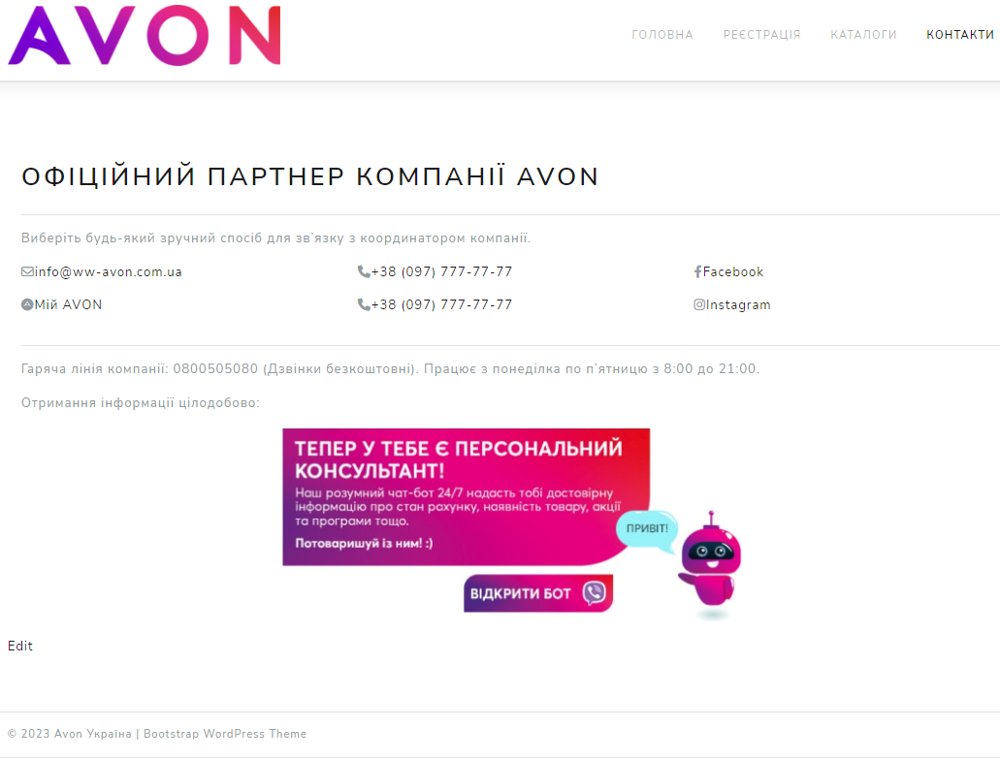 AVON
ГОЛОВНА РЕЄСТРАЦІЯ КАТАЛОГИ КОНТАКТИ
ОФІЦІЙНИЙ ПАРТНЕР КОМПАНІЇ AVON
Виберіть будь-який зручний спосіб для зв'язку з координатором компанії.
info@ww-avon.com.ua +38 (097) 777-77-77 Facebook
Мій AVON +38 (097) 777-77-77 Instagram
Гаряча лінія компанії: 0800505080 (Дзвінки безкоштовні). Працює з понеділка по п'ятницю з 8:00 до 21:00.
Отримання інформації цілодобово:
ТЕПЕР У ТЕБЕ Є ПЕРСОНАЛЬНИЙ
КОНСУЛЬТАНТ!
Наш розумний чат-бот 24/7 надасть тобі достовірну
інформацію про стан рахунку, наявність товару, акції
та програми тощо.
Потоваришуй із ним! :)
ПРИВІТ!
ВІДКРИТИ БОТ
Edit
© 2023 Avon Україна | Bootstrap WordPress Theme